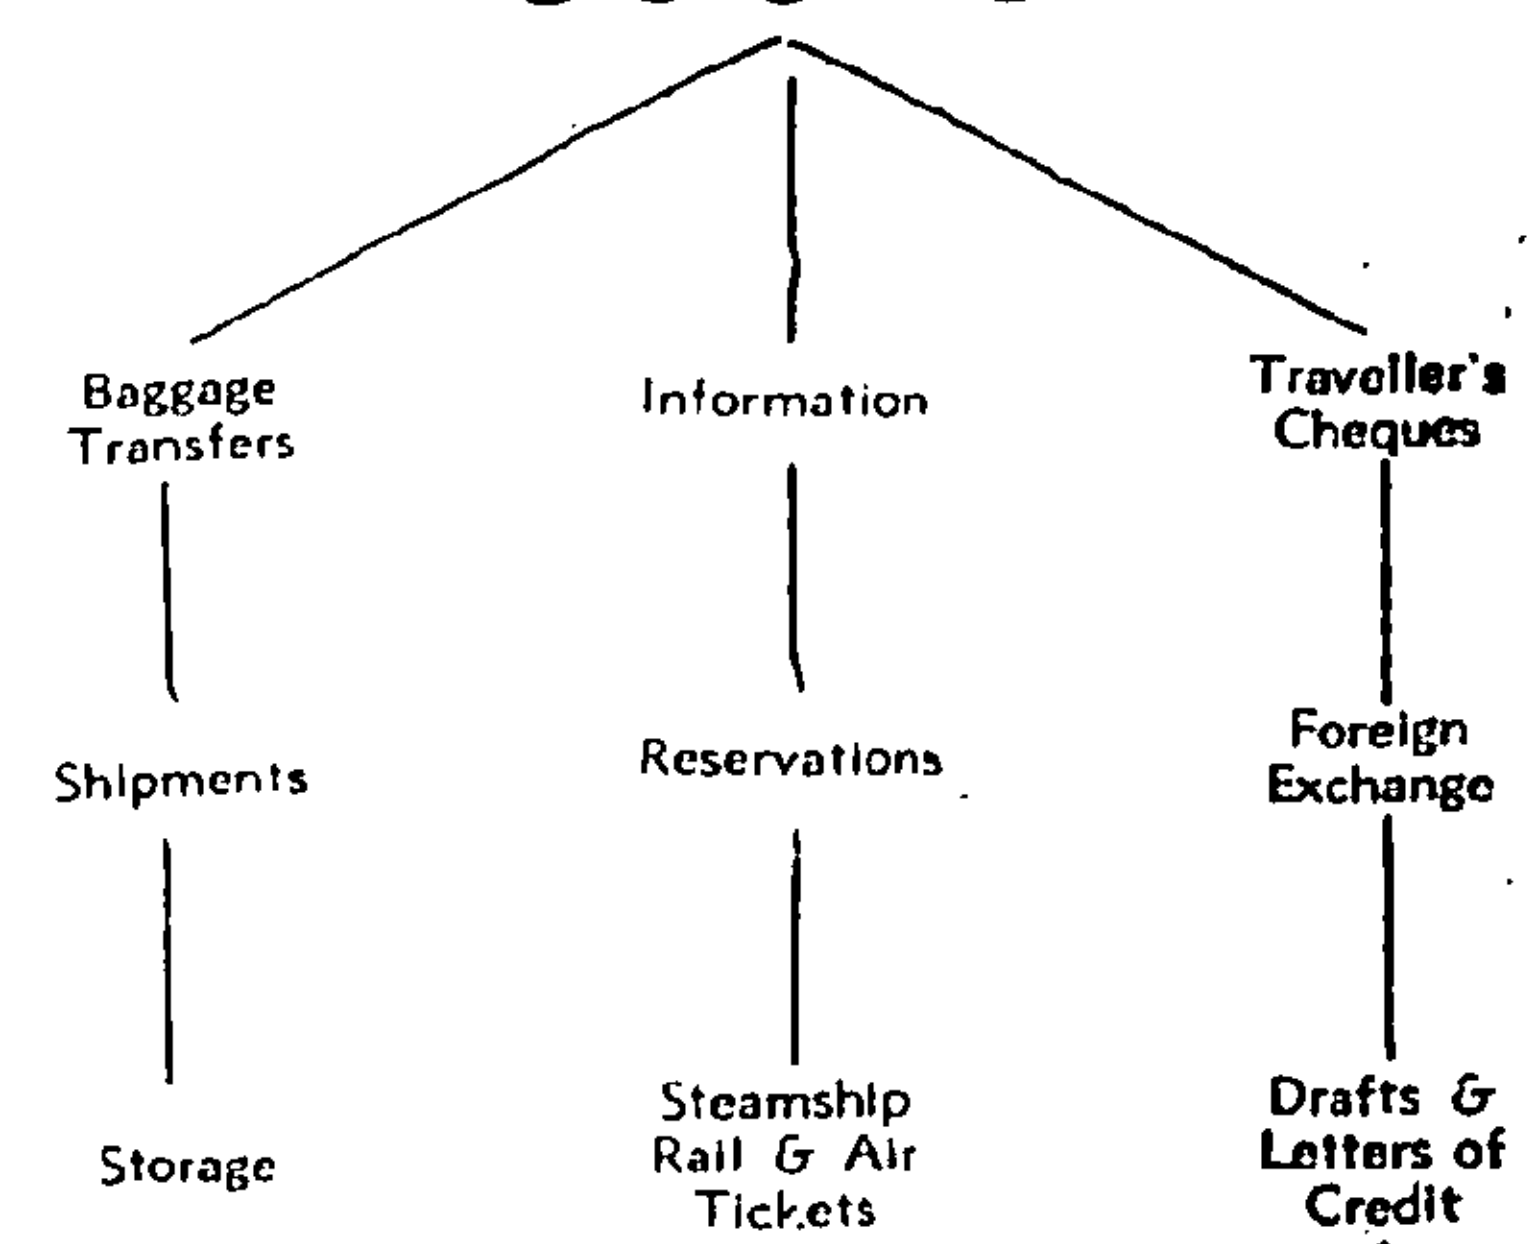 Baggage
Transfers
Information
Traveller's
Cheques
Shipments
Reservations
Foreign
Exchange
Storage
Steamship
Rail & Air
Tickets
Drafts &
Letters of
Credit